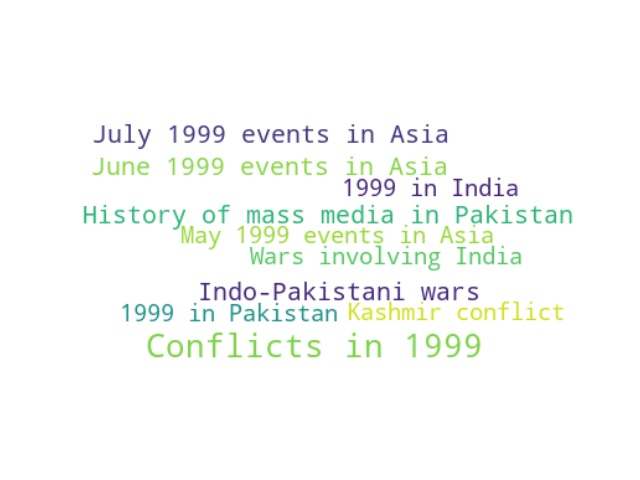 July 1999 events in Asia
June 1999 events in Asia
1999 in India
History of mass media in Pakistan
May 1999 events in Asia
Wars involving India
Indo-Pakistani wars
1999 in Pakistan Kashmir conflict
Conflicts in 1999